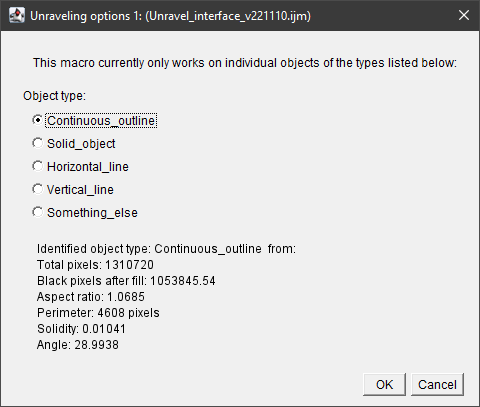 Unraveling options 1: (Unravel_interface_v221110.ijm)
This macro currently only works on individual objects of the types listed below:
Object type:
Continuous_outline
Solid_object
Horizontal_line
Vertical_line
Something_else
Identified object type: Continuous_outline  from:
Total pixels: 1310720
Black pixels after fill: 1053845.54
Aspect ratio: 1.0685
Perimeter: 4608 pixels
Solidity: 0.01041
Angle: 28.9938
OK Cancel